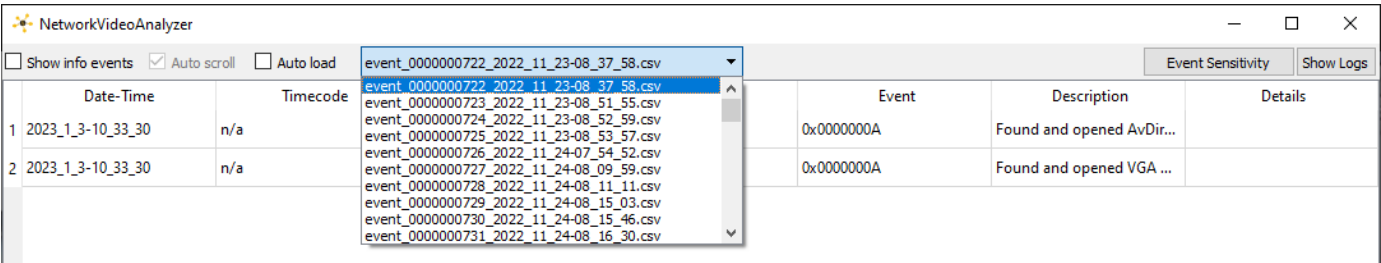 NetworkVideoAnalyzer
Show info events Auto scroll Auto load event_0000000722_2022_11_23-08_37_58.csv Event Sensitivity Show Logs
Date-Time Timecode Event Description Details
1 2023_1_3-10_33_30 n/a 0x0000000A Found and opened AvDir...
2 2023_1_3-10_33_30 n/a 0x0000000A Found and opened VGA ...
event_0000000722_2022_11_23-08_37_58.csv
event_0000000723_2022_11_23-08_51_55.csv
event_0000000724_2022_11_23-08_52_59.csv
event_0000000725_2022_11_23-08_53_57.csv
event_0000000726_2022_11_24-07_54_52.csv
event_0000000727_2022_11_24-08_09_59.csv
event_0000000728_2022_11_24-08_11_11.csv
event_0000000729_2022_11_24-08_15_03.csv
event_0000000730_2022_11_24-08_15_46.csv
event_0000000731_2022_11_24-08_16_30.csv